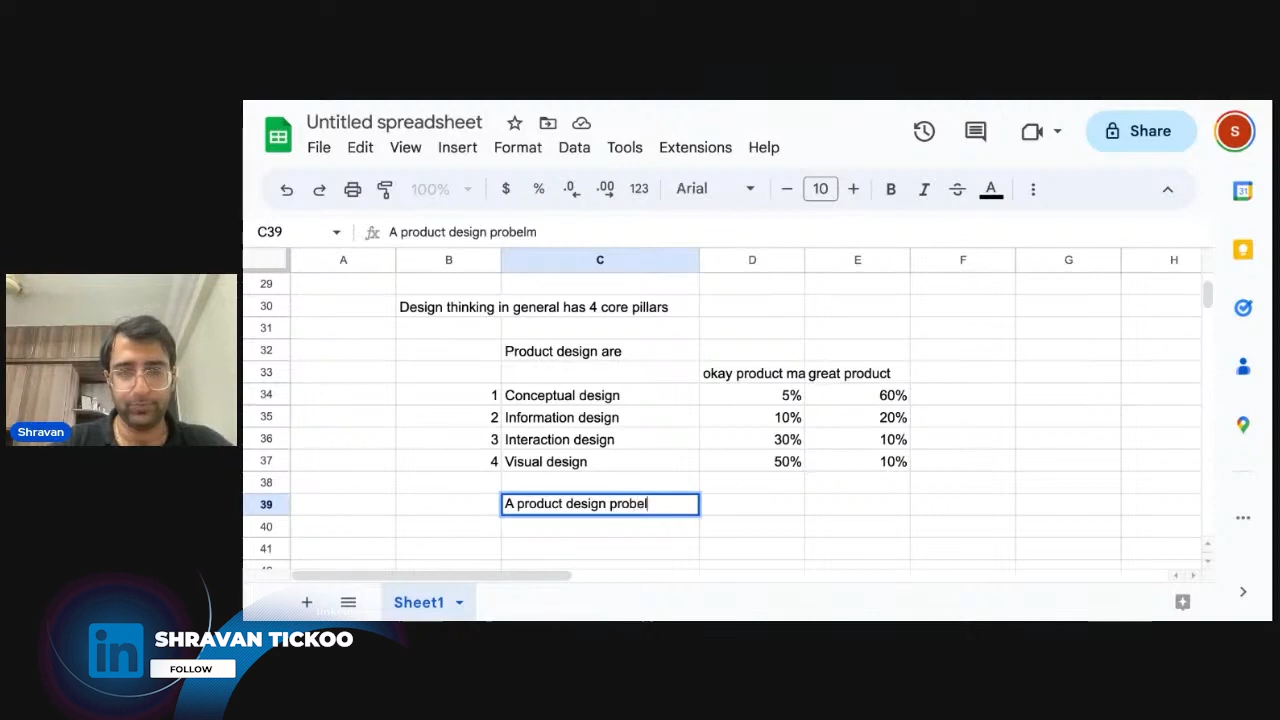 Untitled spreadsheet
File Edit View Insert Format Data Tools Extensions Help
Share
S
100% $ % .0 .00 123 Arial 10 B I S A
31
C39 fx A product design probelm
A B C D E F G H
29
30 Design thinking in general has 4 core pillars
31
32 Product design are
33 okay product ma great product
34 1 Conceptual design 5% 60%
35 2 Information design 10% 20%
36 3 Interaction design 30% 10%
37 4 Visual design 50% 10%
38
39 A product design probel
40
41
Sheet1
Shravan
in
SHRAVAN TICKOO
FOLLOW